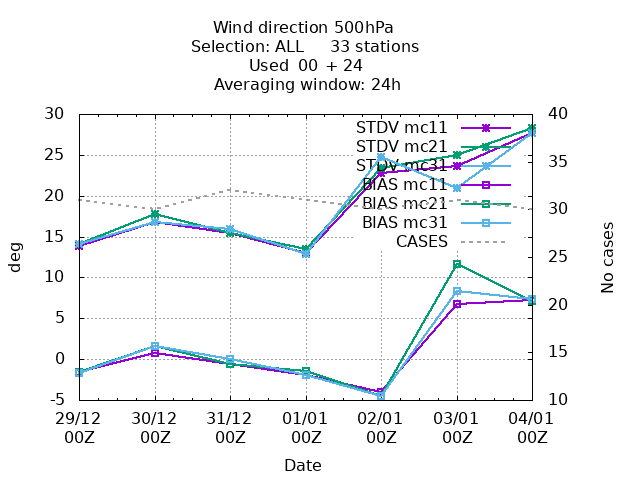 Wind direction 500hPa
Selection: ALL 33 stations
Used 00 + 24
Averaging window: 24h
30 40
STDV mc11
STDV mc21
25 35
STDV mc31
BIAS mc11
20 30
BIAS mc21
BIAS mc31
CASES
15 25
deg
No cases
10 20
5
0 15
-5 10
29/12 30/12 31/12 01/01 02/01 03/01 04/01
00Z 00Z 00Z 00Z 00Z 00Z 00Z
Date